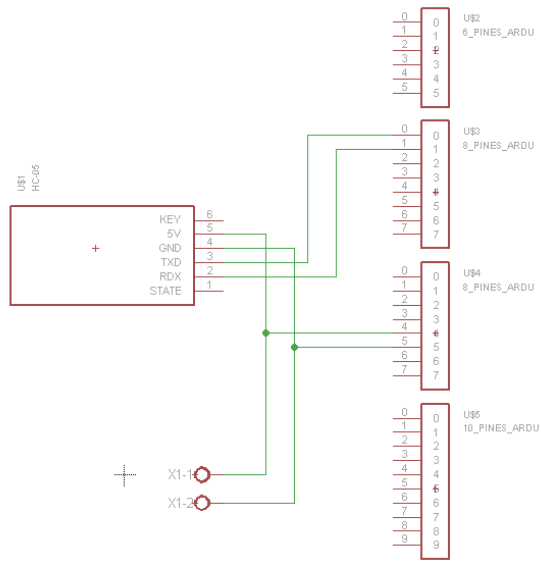 U$2
6_PINES_ARDU
0 0
1 1
2 2
3 3
4 4
5 5
U$3
8_PINES_ARDU
0 0
1 1
2 2
3 3
4 4
5 5
6 6
7 7
U$1
HC-05
KEY 6
5V 5
GND 4
TXD 3
RDX 2
STATE 1
U$4
8_PINES_ARDU
0 0
1 1
2 2
3 3
4 4
5 5
6 6
7 7
U$5
10_PINES_ARDU
0 0
1 1
2 2
3 3
4 4
5 5
6 6
7 7
8 8
9 9
X1-1
X1-2